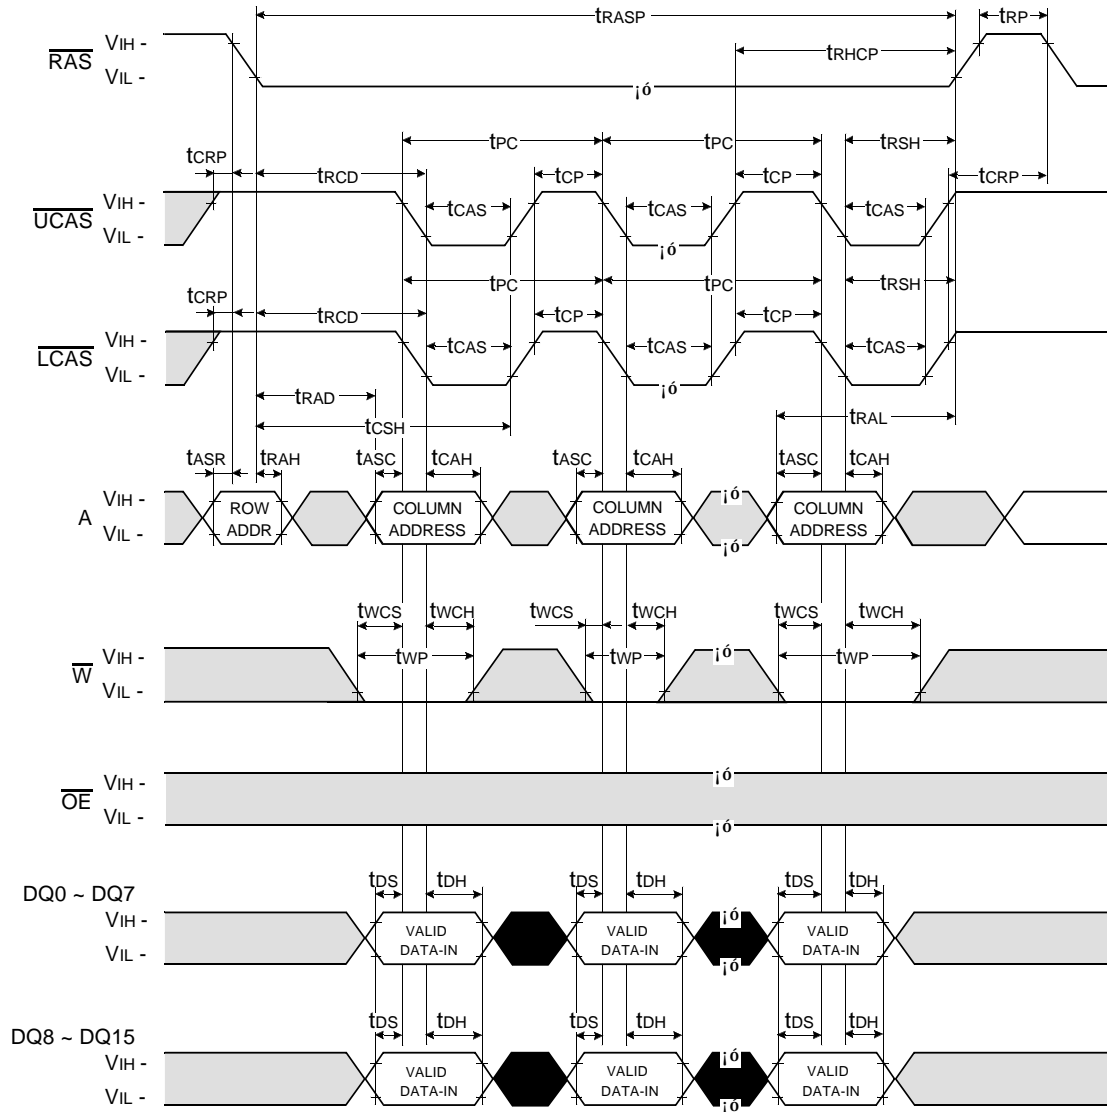 tRASP
tRP
RAS
VIH -
tRHCP
VIL -
¡ó
tPC
tPC
tRSH
tCRP
tRCD
tCP
tCP
tCRP
UCAS
VIH -
tCAS
tCAS
tCAS
VIL -
¡ó
tPC
tPC
tRSH
tCRP
tRCD
tCP
tCP
LCAS
VIH -
tCAS
tCAS
tCAS
VIL -
¡ó
tRAD
tCSH
tRAL
tASR
tRAH
tASC
tCAH
tASC
tCAH
tASC
tCAH
A
VIH -
VIL -
ROW
ADDR
COLUMN
ADDRESS
COLUMN
ADDRESS
¡ó
¡ó
COLUMN
ADDRESS
tWCS
tWCH
tWCS
tWCH
tWCS
tWCH
W
VIH -
tWP
tWP
¡ó
tWP
VIL -
OE
VIH -
¡ó
VIL -
¡ó
DQ0 ~ DQ7
tDS
tDH
tDS
tDH
tDS
tDH
VIH -
VIL -
VALID
DATA-IN
VALID
DATA-IN
¡ó
¡ó
VALID
DATA-IN
DQ8 ~ DQ15
tDS
tDH
tDS
tDH
tDS
tDH
VIH -
VIL -
VALID
DATA-IN
VALID
DATA-IN
¡ó
¡ó
VALID
DATA-IN